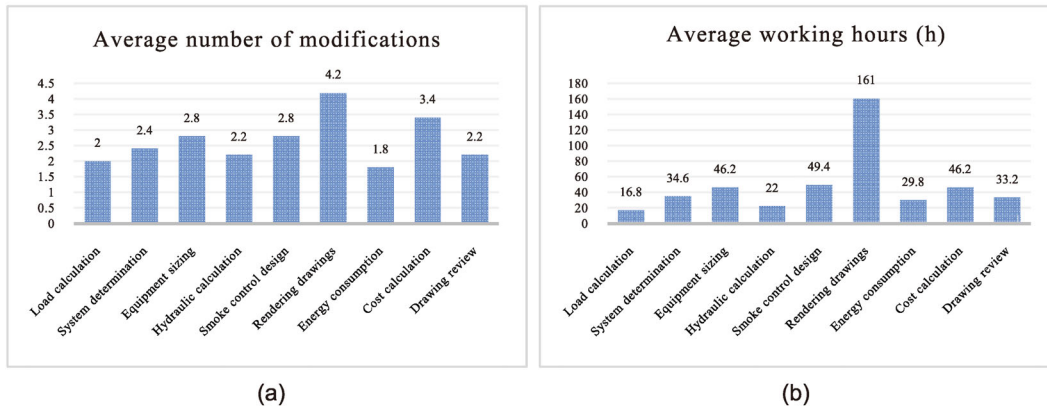 Average number of modifications
4.5
4
3.5
3
2.5
2
1.5
1
0.5
0
2
2.4
2.8
2.2
2.8
4.2
1.8
3.4
2.2
Load calculation
System determination
Equipment sizing
Hydraulic calculation
Smoke control design
Rendering drawings
Energy consumption
Cost calculation
Drawing review
(a)
Average working hours (h)
180
160
140
120
100
80
60
40
20
0
16.8
34.6
46.2
22
49.4
161
29.8
46.2
33.2
Load calculation
System determination
Equipment sizing
Hydraulic calculation
Smoke control design
Rendering drawings
Energy consumption
Cost calculation
Drawing review
(b)